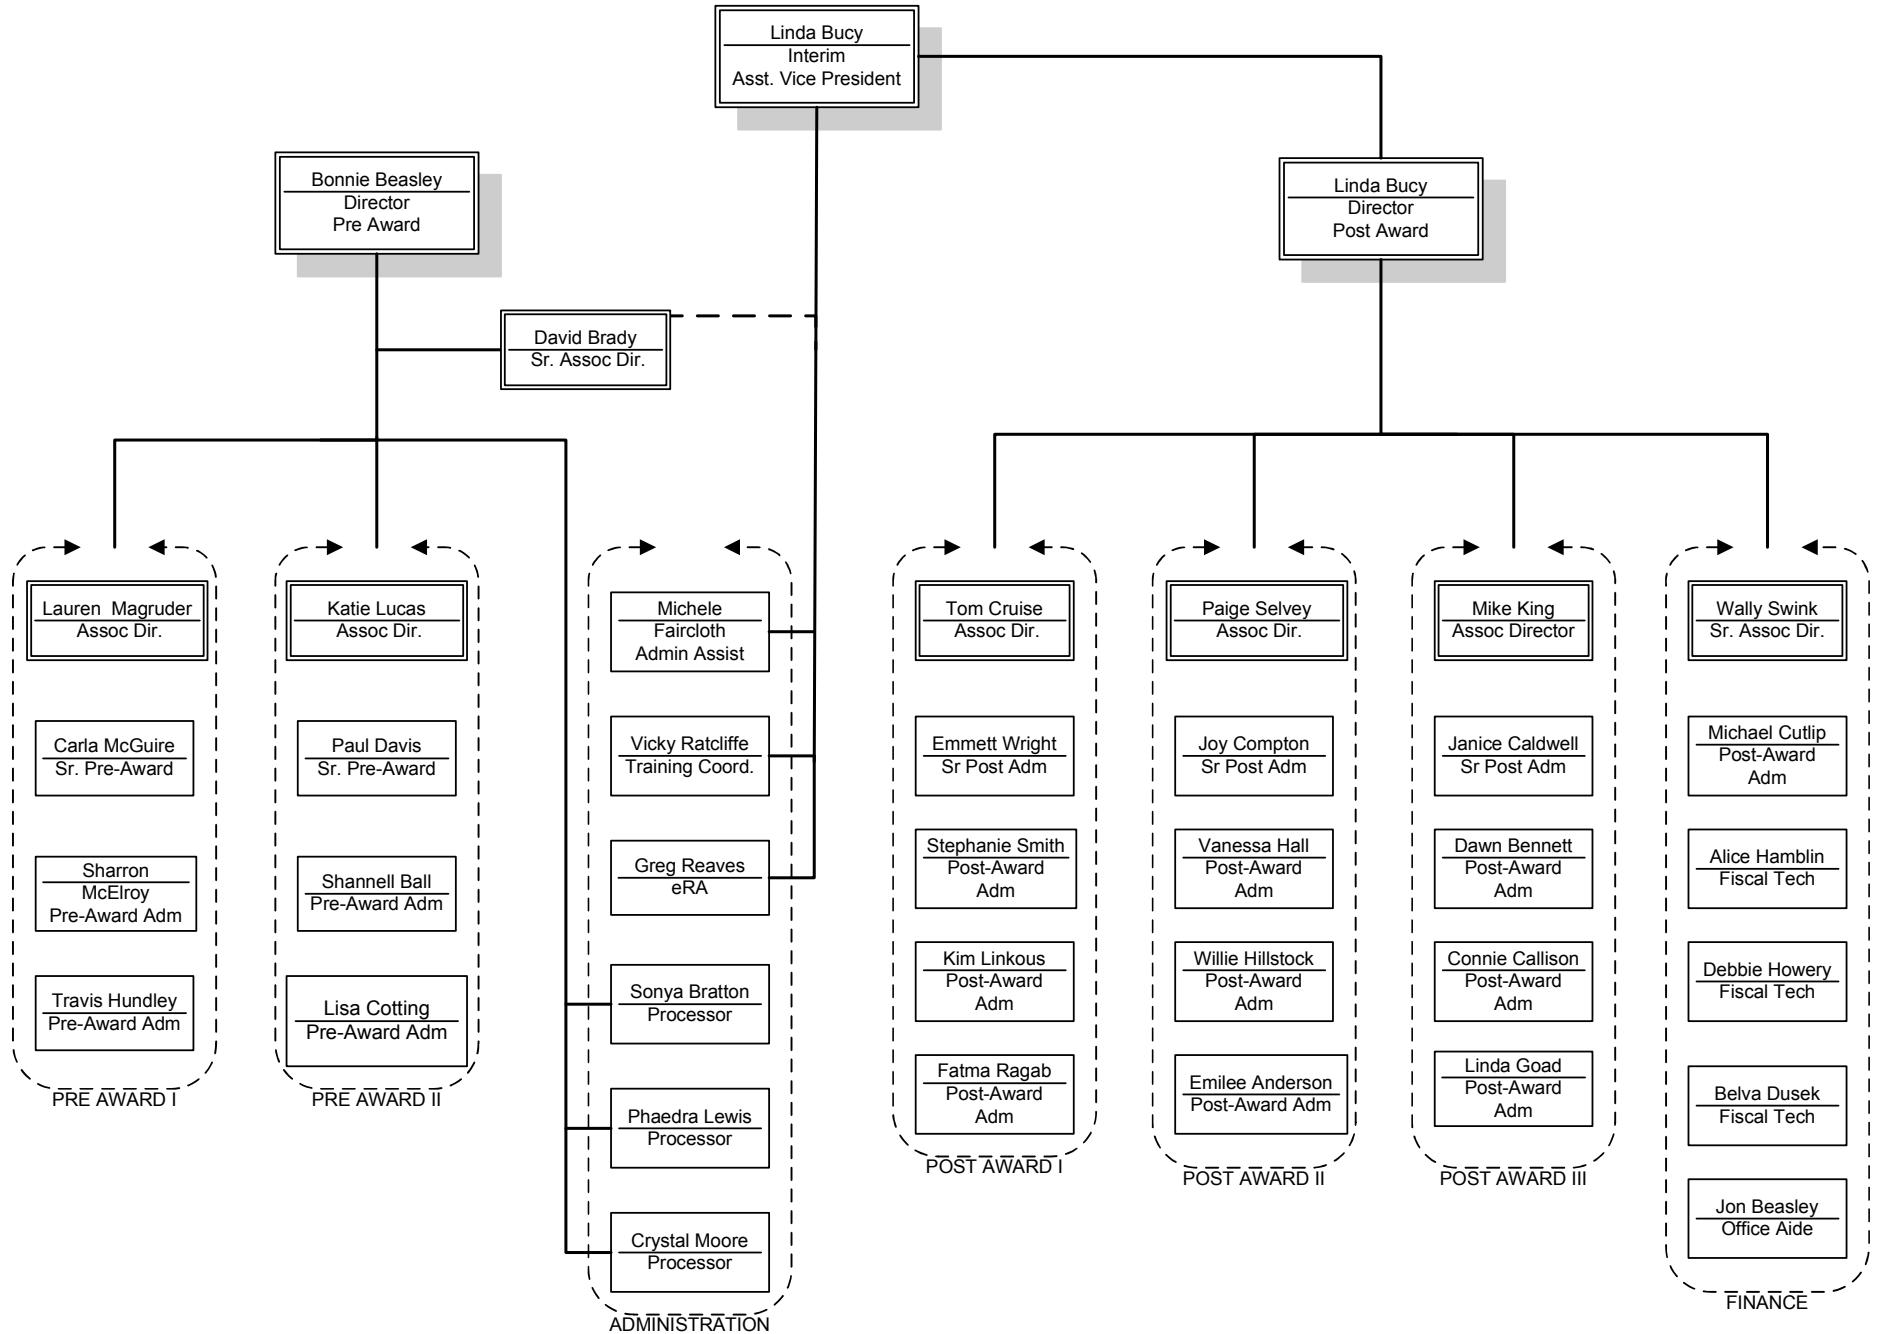 Linda Bucy
Interim
Asst. Vice President
Bonnie Beasley
Director
Pre Award
Linda Bucy
Director
Post Award
David Brady
Sr. Assoc Dir.
Lauren Magruder
Assoc Dir.
Carla McGuire
Sr. Pre-Award
Sharron
McElroy
Pre-Award Adm
Travis Hundley
Pre-Award Adm
PRE AWARD I
Katie Lucas
Assoc Dir.
Paul Davis
Sr. Pre-Award
Shannell Ball
Pre-Award Adm
Lisa Cotting
Pre-Award Adm
PRE AWARD II
Michele
Faircloth
Admin Assist
Vicky Ratcliffe
Training Coord.
Greg Reaves
eRA
Sonya Bratton
Processor
Phaedra Lewis
Processor
Crystal Moore
Processor
ADMINISTRATION
Tom Cruise
Assoc Dir.
Emmett Wright
Sr Post Adm
Stephanie Smith
Post-Award
Adm
Kim Linkous
Post-Award
Adm
Fatma Ragab
Post-Award
Adm
POST AWARD I
Paige Selvey
Assoc Dir.
Joy Compton
Sr Post Adm
Vanessa Hall
Post-Award
Adm
Willie Hillstock
Post-Award
Adm
Emilee Anderson
Post-Award Adm
POST AWARD II
Mike King
Assoc Director
Janice Caldwell
Sr Post Adm
Dawn Bennett
Post-Award
Adm
Connie Callison
Post-Award
Adm
Linda Goad
Post-Award
Adm
POST AWARD III
Wally Swink
Sr. Assoc Dir.
Michael Cutlip
Post-Award
Adm
Alice Hamblin
Fiscal Tech
Debbie Howery
Fiscal Tech
Belva Dusek
Fiscal Tech
Jon Beasley
Office Aide
FINANCE